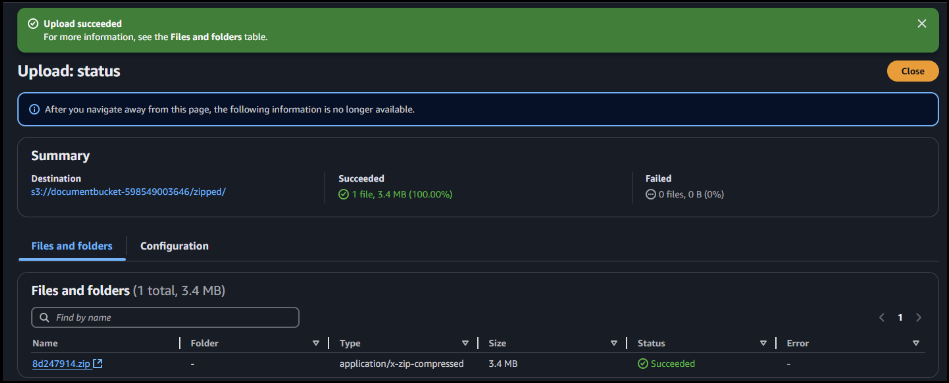 Upload succeeded
For more information, see the Files and folders table.
Upload: status
Close
After you navigate away from this page, the following information is no longer available.
Summary
Destination
s3://documentbucket-598549003646/zipped/
Succeeded
1 file, 3.4 MB (100.00%)
Failed
0 files, 0 B (0%)
Files and folders
Configuration
Files and folders (1 total, 3.4 MB)
Find by name
1
Name Folder Type Size Status Error
8d247914.zip - application/x-zip-compressed 3.4 MB Succeeded -